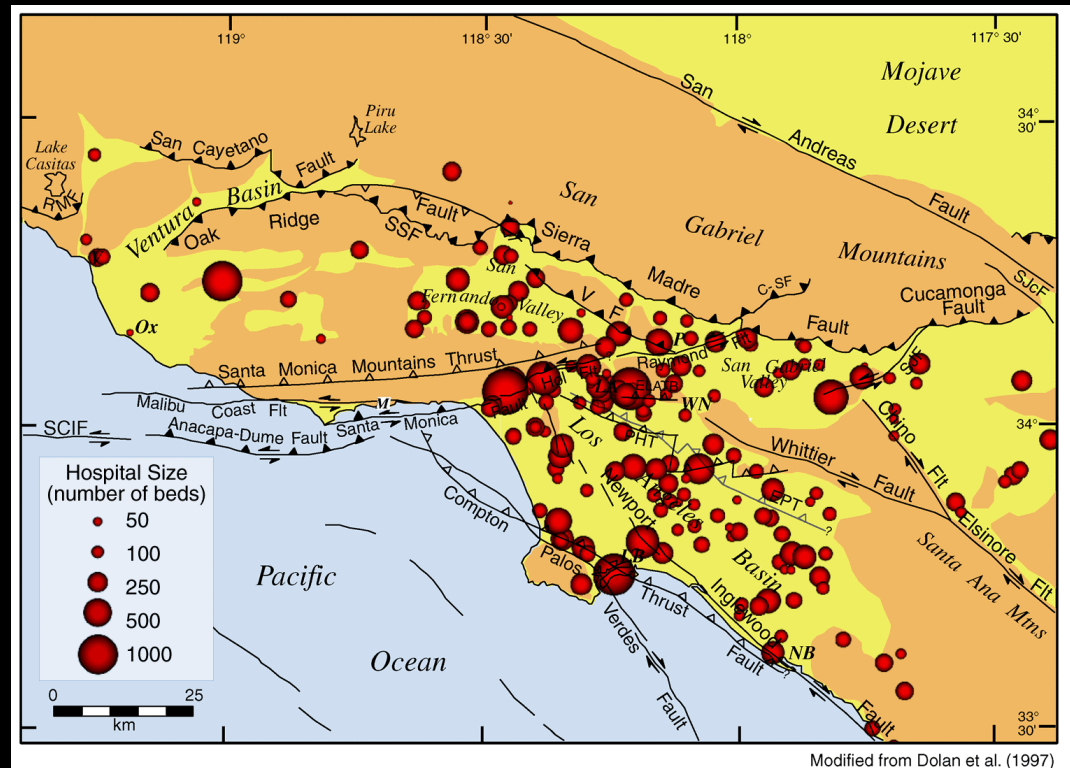 119°
118° 30'
118°
117° 30'
Mojave
Desert
34° 30'
San
Andreas
Fault
Piru
Lake
Lake
Casitas
San Cayetano
Fault
RMF
Ventura
Basin
Oak
Ridge
Fault
SSF
Sierra
Madre
C-SF
Fault
San
Gabriel
Mountains
Cucamonga
Fault
SJcF
SJF
V
Ox
San
Fernando
Valley
V
F
P
Raymond
Flt
San
Gabriel
Valley
Santa
Monica
Mountains
Thrust
Hol
Flt
ELATB
WN
Malibu
Coast
Flt
M
Santa
Monica
Fault
SCIF
Anacapa-Dume
Fault
34°
Los
Angeles
Basin
PHT
EPT
?
Whittier
Fault
Chino
Flt
Elsinore
Flt
Santa Ana Mtns
Compton
Thrust
Newport
Inglewood
Fault
LB
NB
?
Palos
Verdes
Fault
Fault
Hospital Size
(number of beds)
50
100
250
500
1000
Pacific
Ocean
0
25
km
33° 30'
Modified from Dolan et al. (1997)